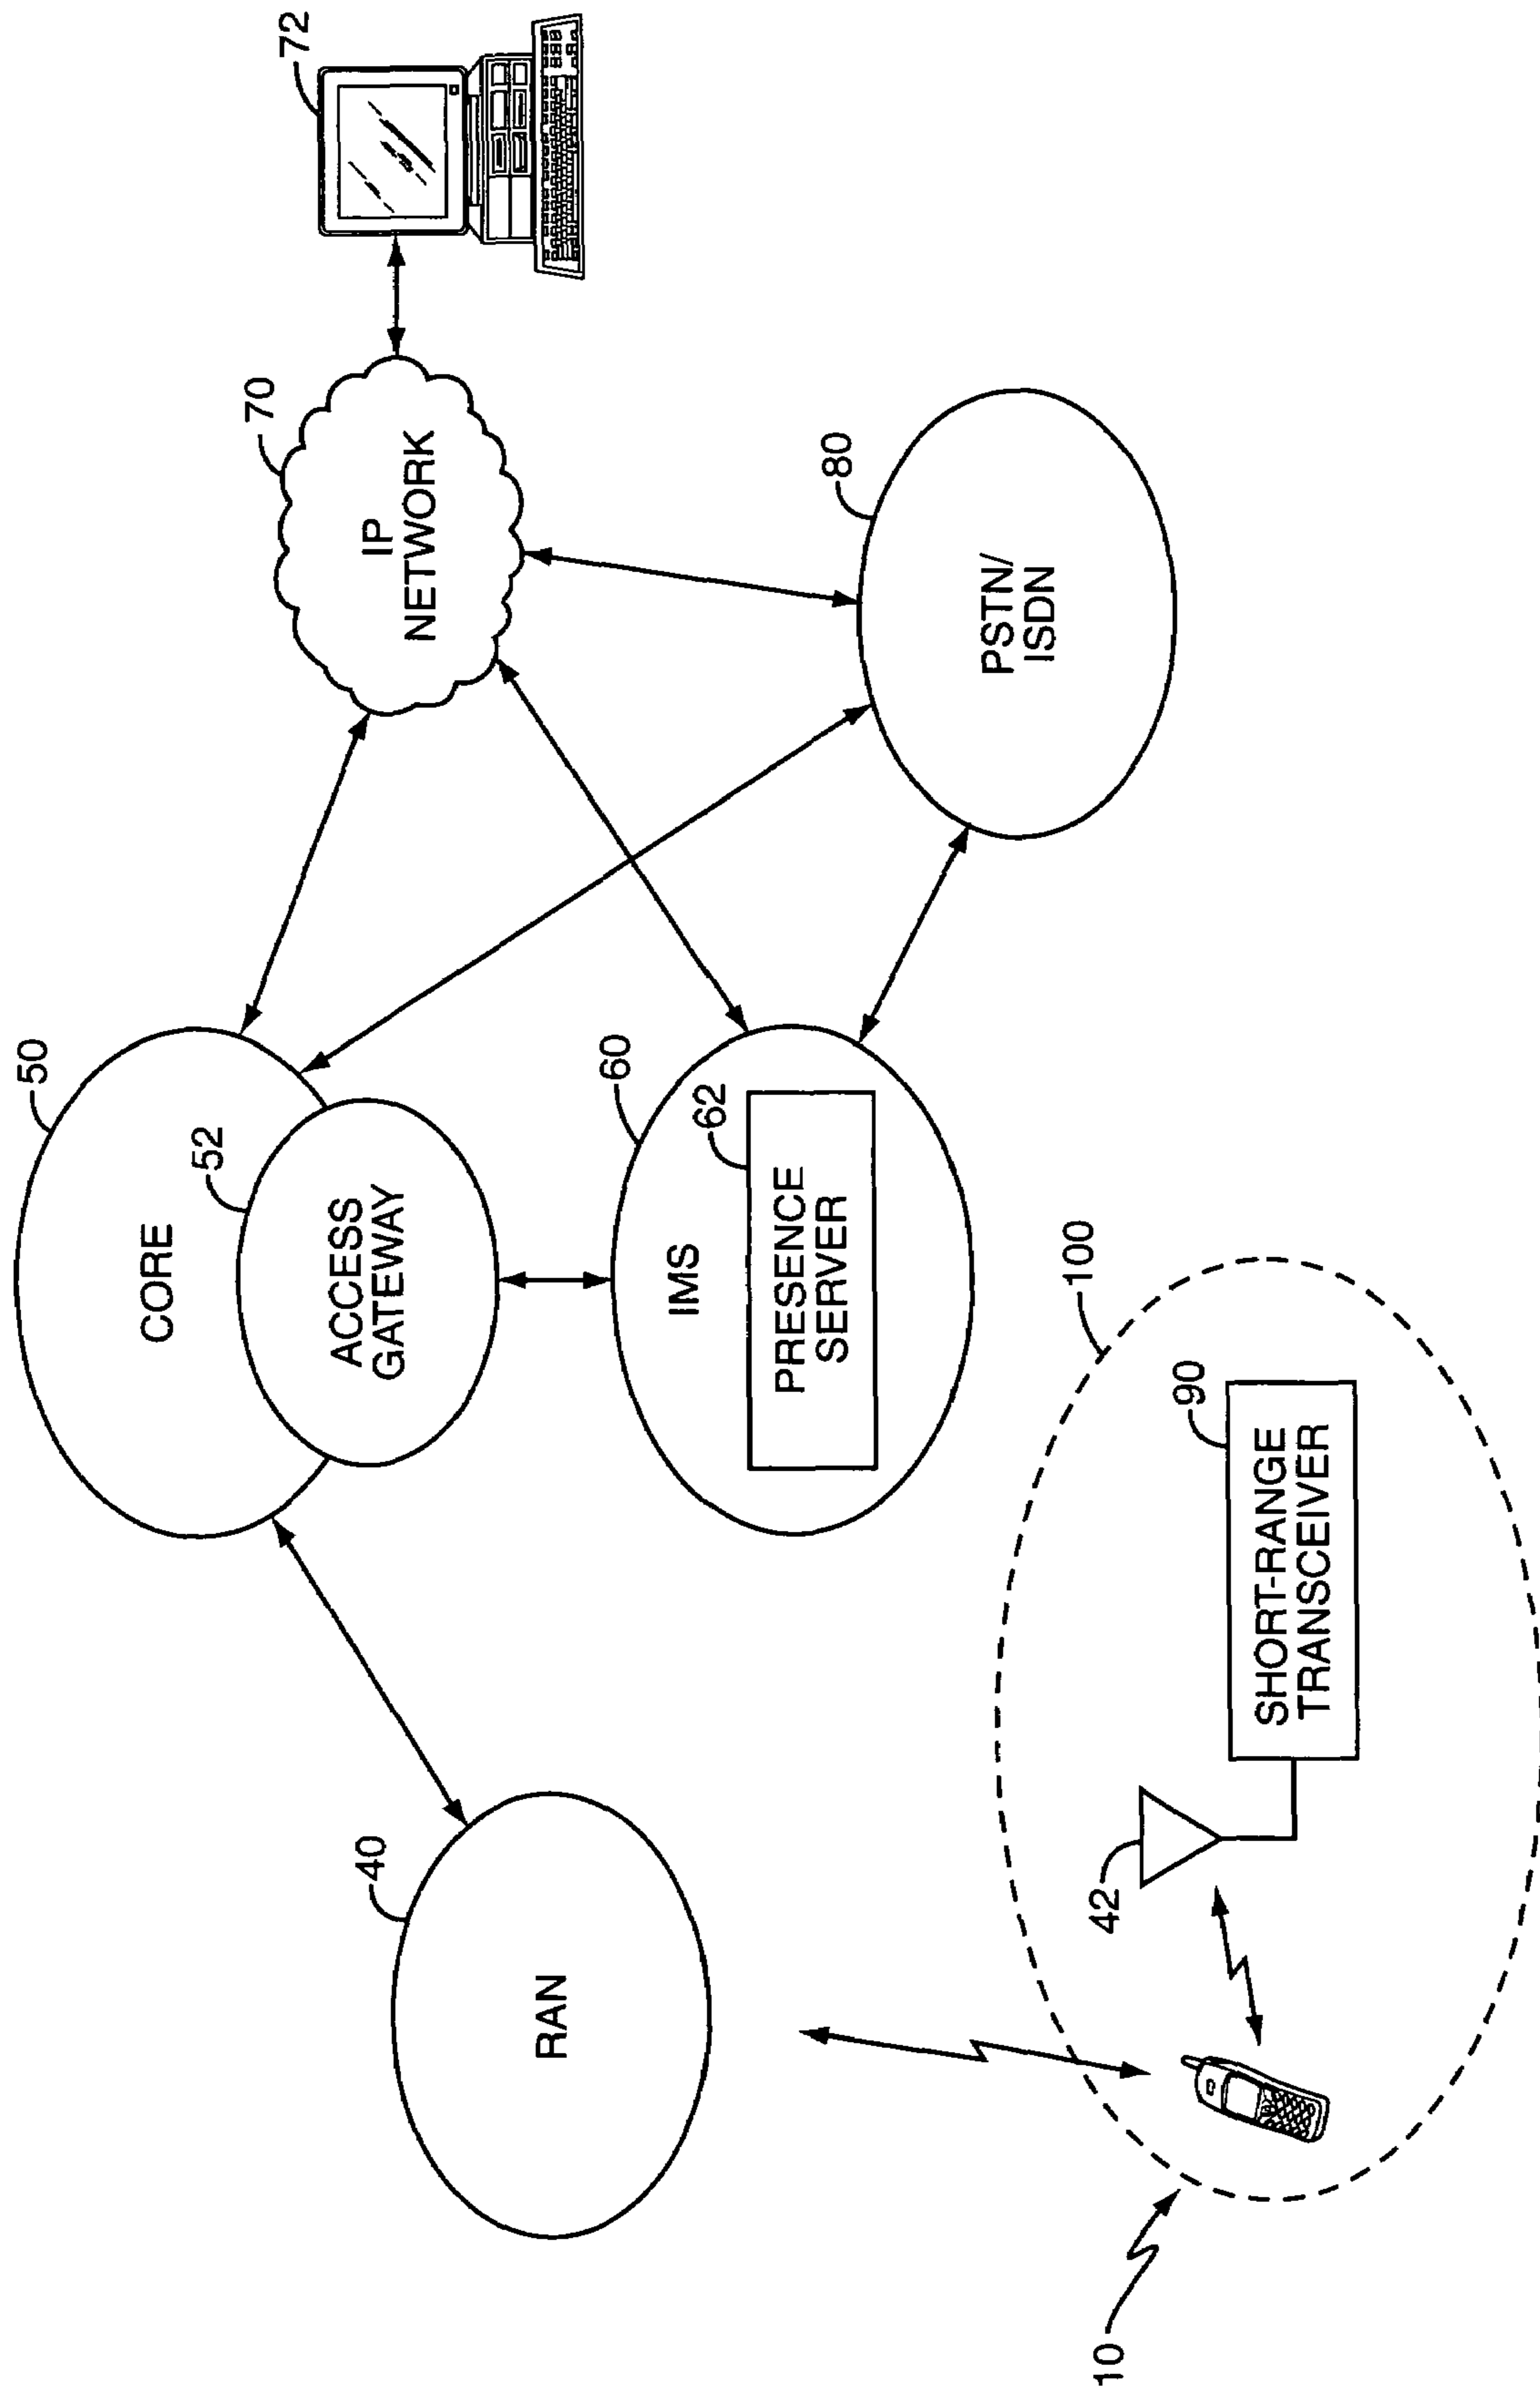 50
CORE
52
ACCESS
GATEWAY
40
RAN
60
IMS
62
PRESENCE
SERVER
70
IP
NETWORK
72
80
PSTN/
ISDN
100
90
SHORT-RANGE
TRANSCEIVER
42
10